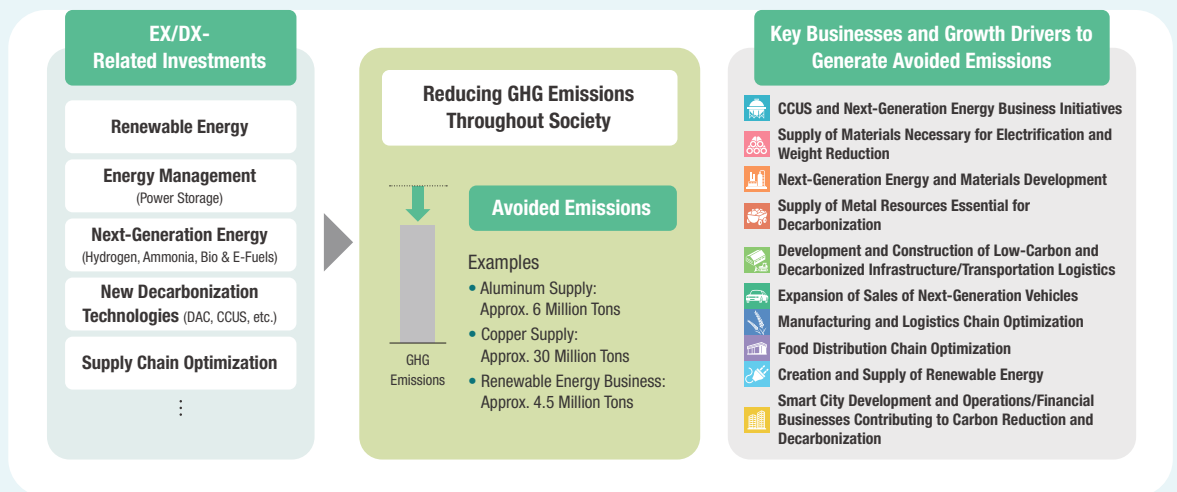 EX/DX-
Related Investments
Renewable Energy
Energy Management
(Power Storage)
Next-Generation Energy
(Hydrogen, Ammonia, Bio & E-Fuels)
New Decarbonization
Technologies (DAC, CCUS, etc.)
Supply Chain Optimization
⋮
Reducing GHG Emissions
Throughout Society
Avoided Emissions
GHG
Emissions
Examples
• Aluminum Supply:
Approx. 6 Million Tons
• Copper Supply:
Approx. 30 Million Tons
• Renewable Energy Business:
Approx. 4.5 Million Tons
Key Businesses and Growth Drivers to
Generate Avoided Emissions
CCUS and Next-Generation Energy Business Initiatives
Supply of Materials Necessary for Electrification and
Weight Reduction
Next-Generation Energy and Materials Development
Supply of Metal Resources Essential for
Decarbonization
Development and Construction of Low-Carbon and
Decarbonized Infrastructure/Transportation Logistics
Expansion of Sales of Next-Generation Vehicles
Manufacturing and Logistics Chain Optimization
Food Distribution Chain Optimization
Creation and Supply of Renewable Energy
Smart City Development and Operations/Financial
Businesses Contributing to Carbon Reduction and
Decarbonization